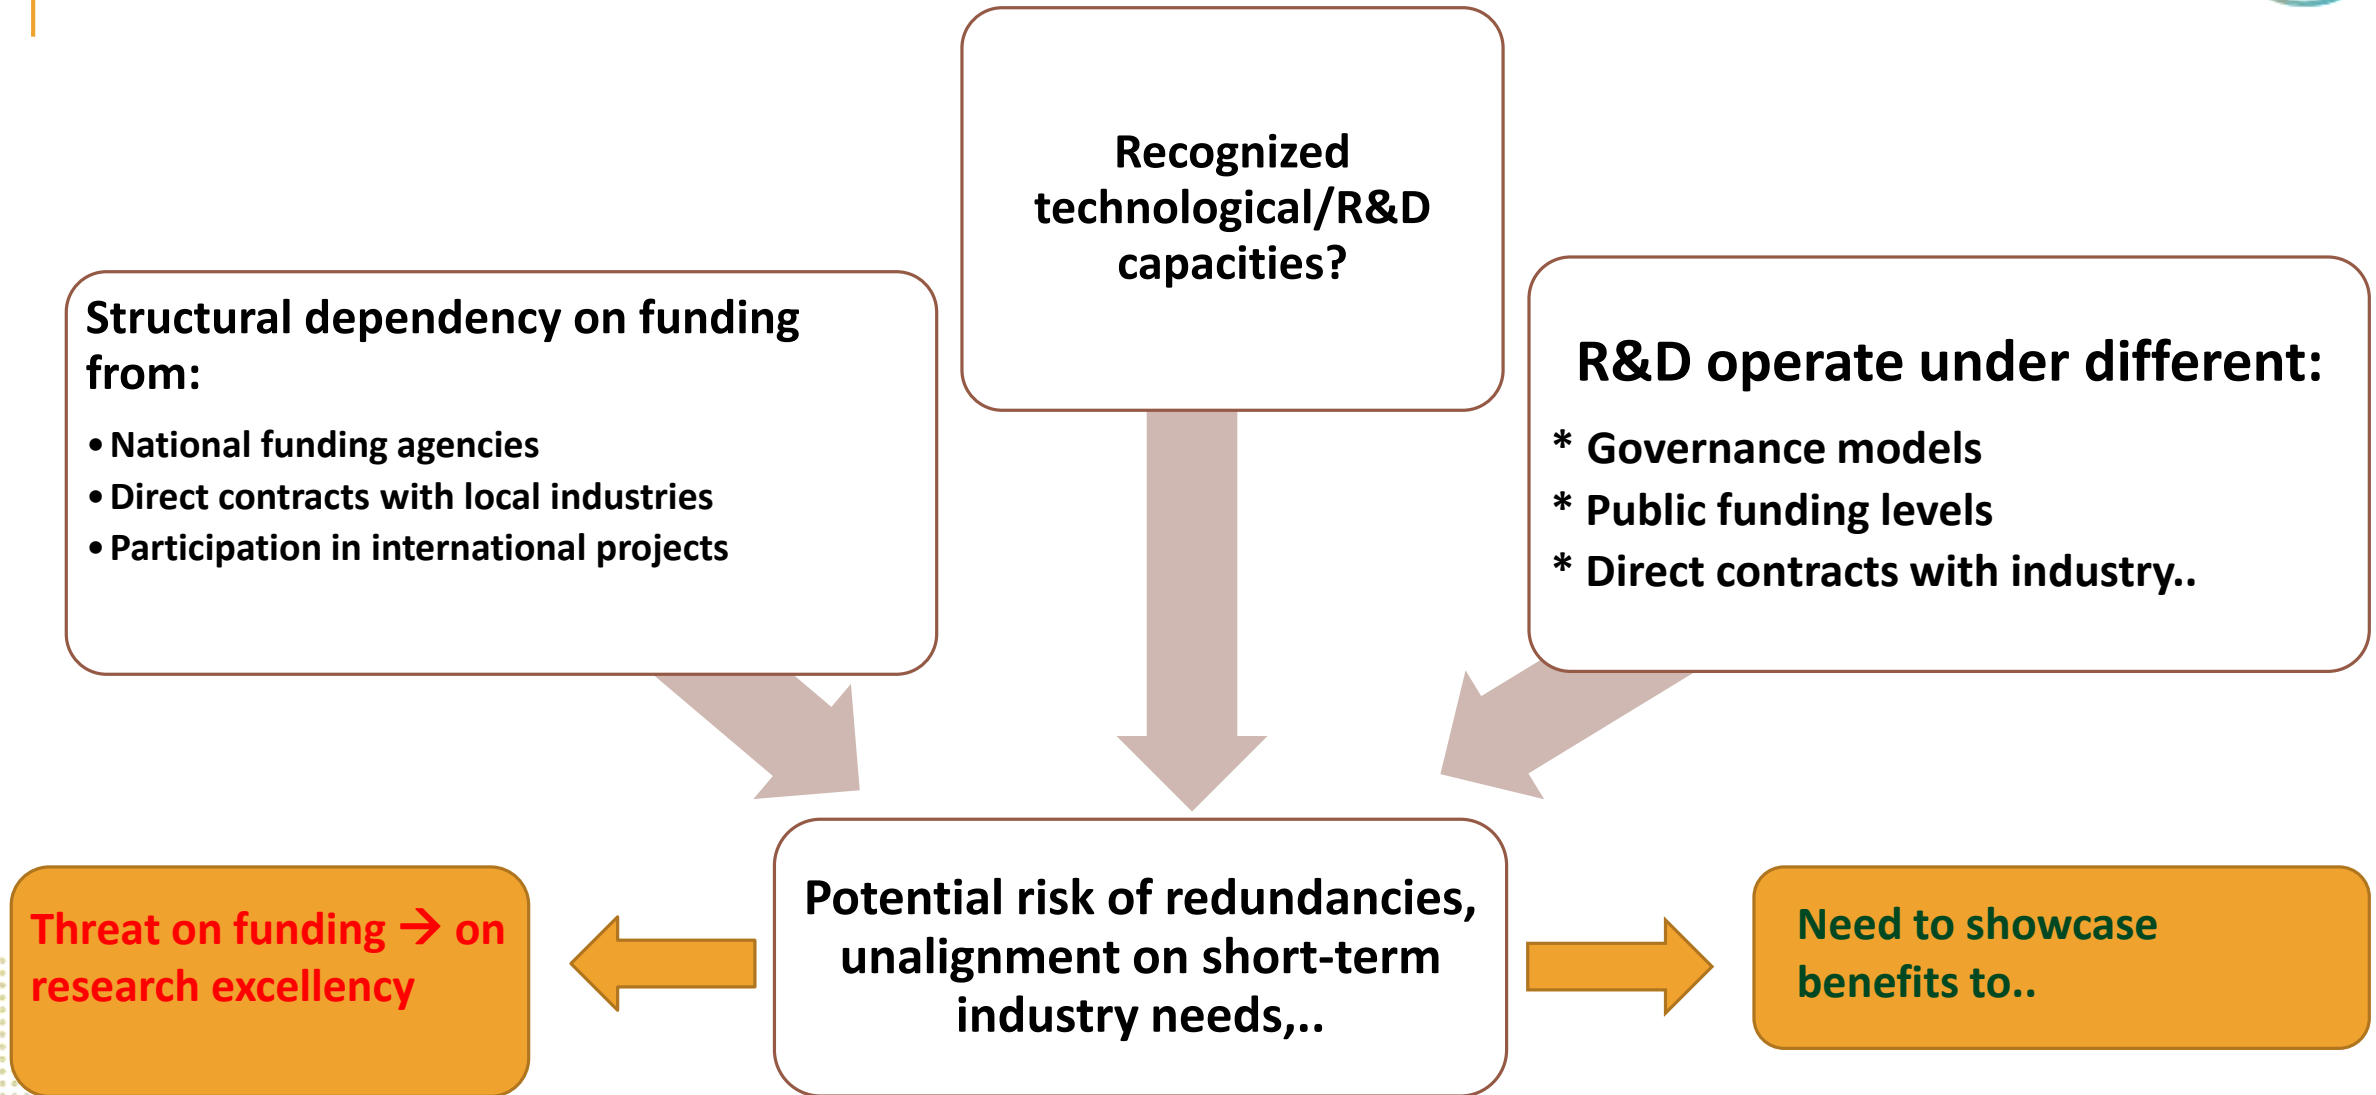 Recognized
technological/R&D
capacities?
Structural dependency on funding
from:
• National funding agencies
• Direct contracts with local industries
• Participation in international projects
R&D operate under different:
* Governance models
* Public funding levels
* Direct contracts with industry..
Threat on funding → on
research excellency
Potential risk of redundancies,
unalignment on short-term
industry needs,..
Need to showcase
benefits to..